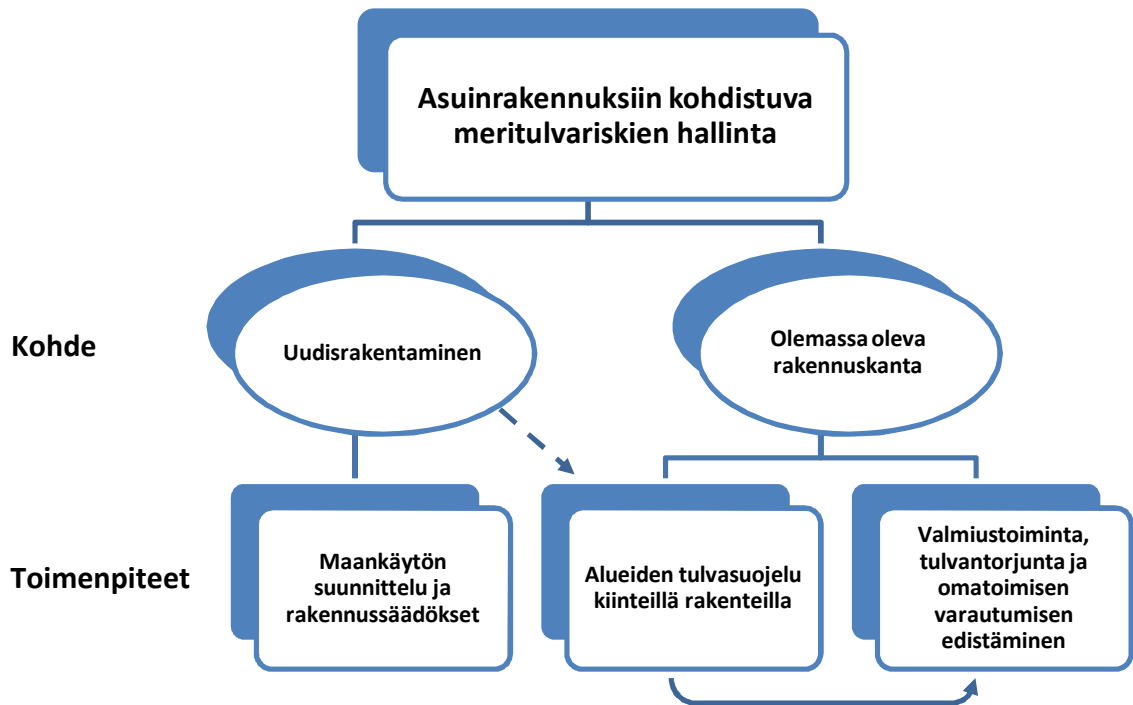 Asuinrakennuksiin kohdistuva
meritulvariskien hallinta
Kohde
Uudisrakentaminen
Olemassa oleva
rakennuskanta
Toimenpiteet
Maankäytön
suunnittelu ja
rakennussäädökset
Alueiden tulvasuojelu
kiinteillä rakenteilla
Valmiustoiminta,
tulvantorjunta ja
omatoimisen
varautumisen
edistäminen